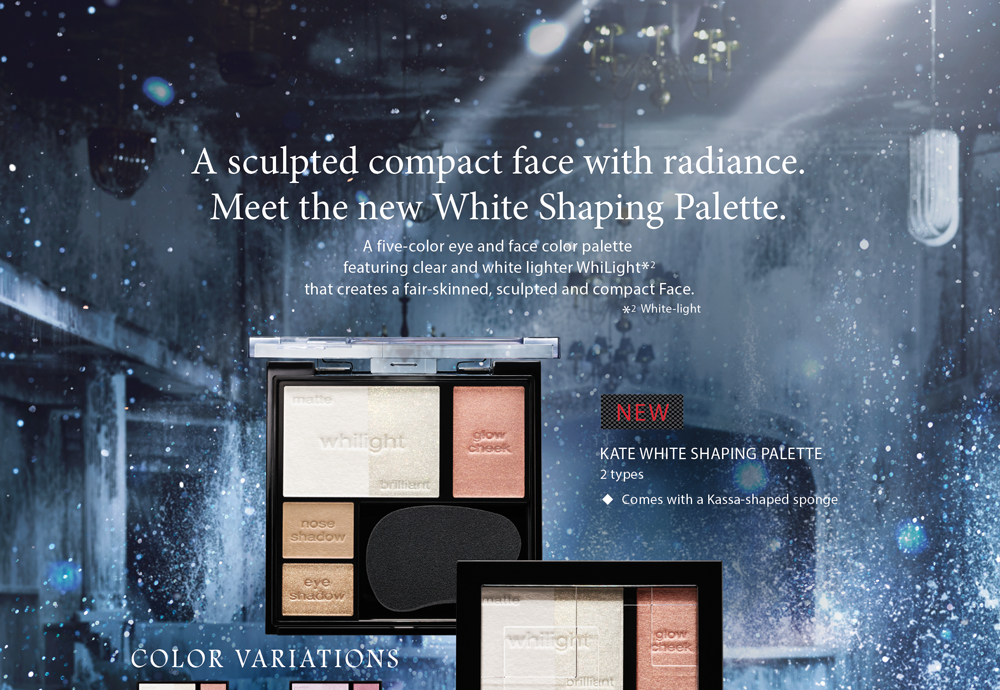 A sculpted compact face with radiance.
Meet the new White Shaping Palette.
A five-color eye and face color palette
featuring clear and white lighter WhiLight*²
that creates a fair-skinned, sculpted and compact Face.
*² White-light
matte
whilight
brilliant
glow
cheek
nose
shadow
eye
shadow
NEW
KATE WHITE SHAPING PALETTE
2 types
◆ Comes with a Kassa-shaped sponge
matte
whilight
brilliant
glow
cheek
COLOR VARIATIONS